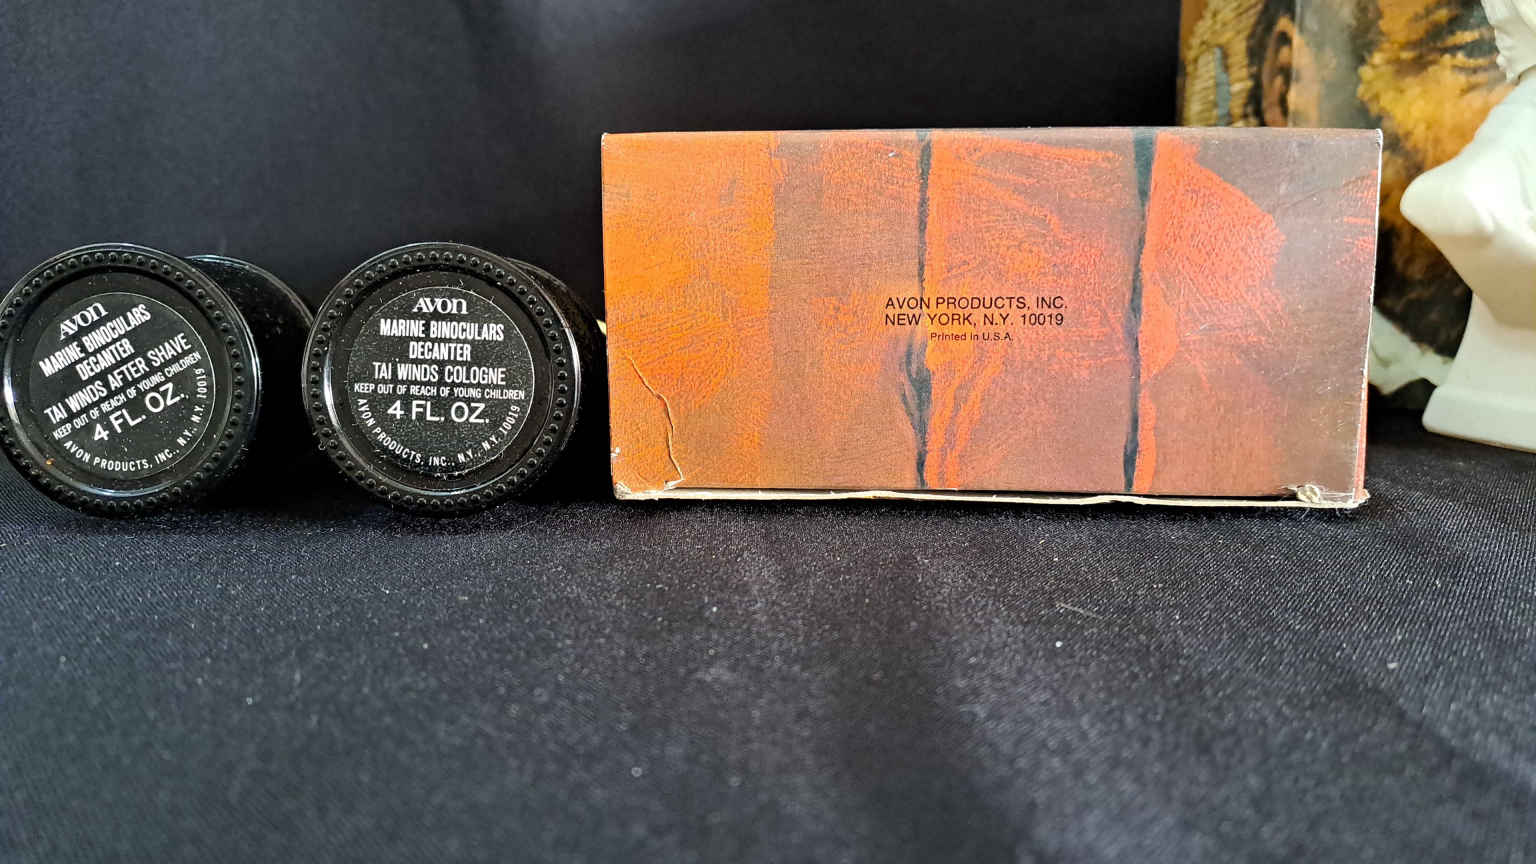 AVON
MARINE BINOCULARS
DECANTER
TAI WINDS AFTER SHAVE
KEEP OUT OF REACH OF YOUNG CHILDREN
4 FL. OZ.
AVON PRODUCTS, INC., N.Y., N.Y. 10019
AVON
MARINE BINOCULARS
DECANTER
TAI WINDS COLOGNE
KEEP OUT OF REACH OF YOUNG CHILDREN
4 FL. OZ.
AVON PRODUCTS, INC., N.Y., N.Y. 10019
AVON PRODUCTS, INC.
NEW YORK, N.Y. 10019
Printed in U.S.A.